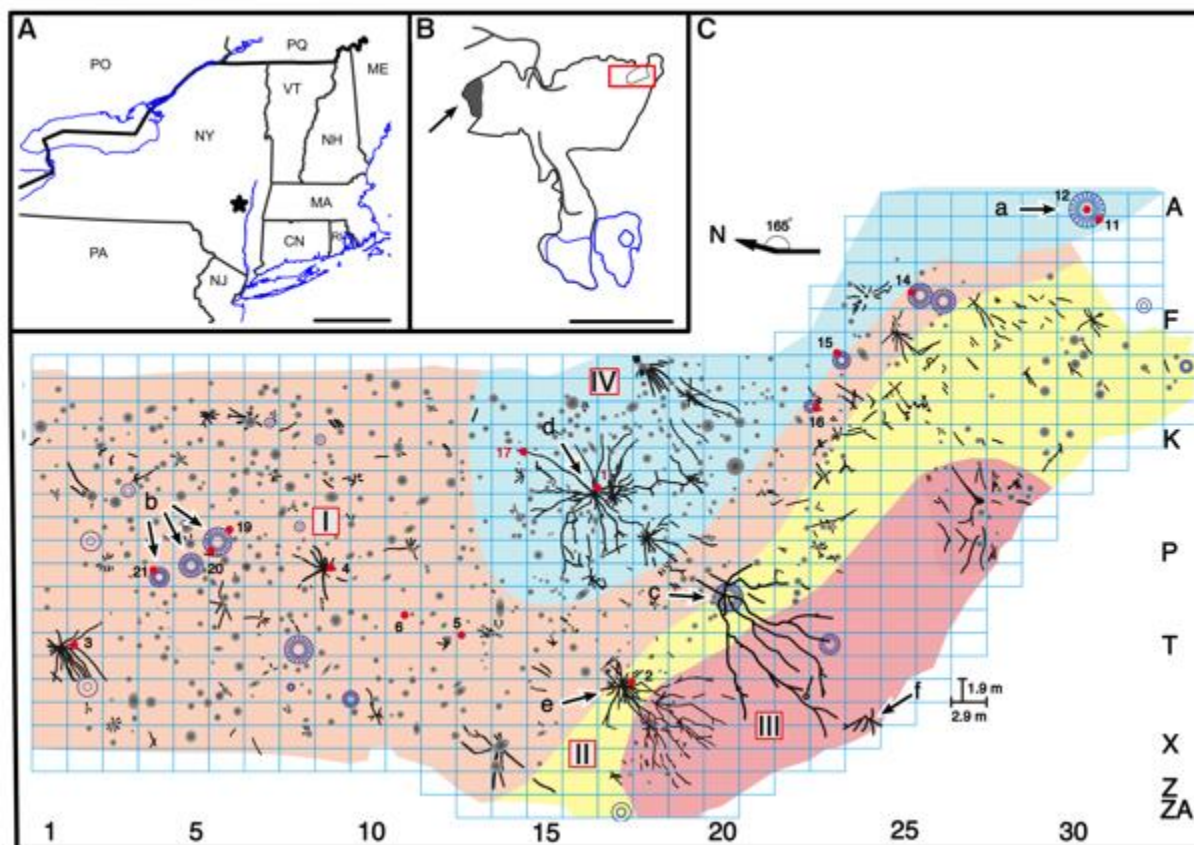 A
PO
PQ
ME
VT
NY
NH
MA
CN
RI
PA
NJ
B
C
N
165°
a
12
11
A
14
F
15
IV
16
K
17
d
1
b
I
19
20
21
4
P
c
6
5
3
T
2
e
1.9 m
2.9 m
f
III
II
X
Z
ZA
1 5 10 15 20 25 30